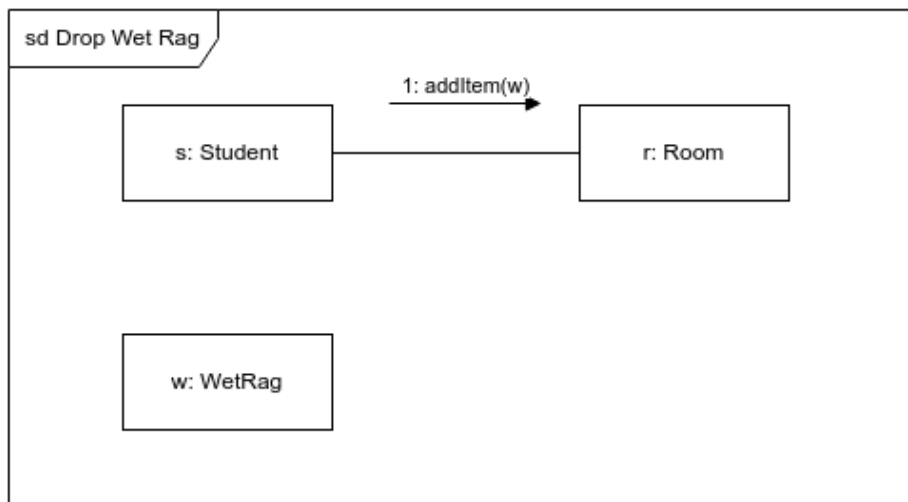 sd Drop Wet Rag
1: addItem(w)
s: Student
r: Room
w: WetRag